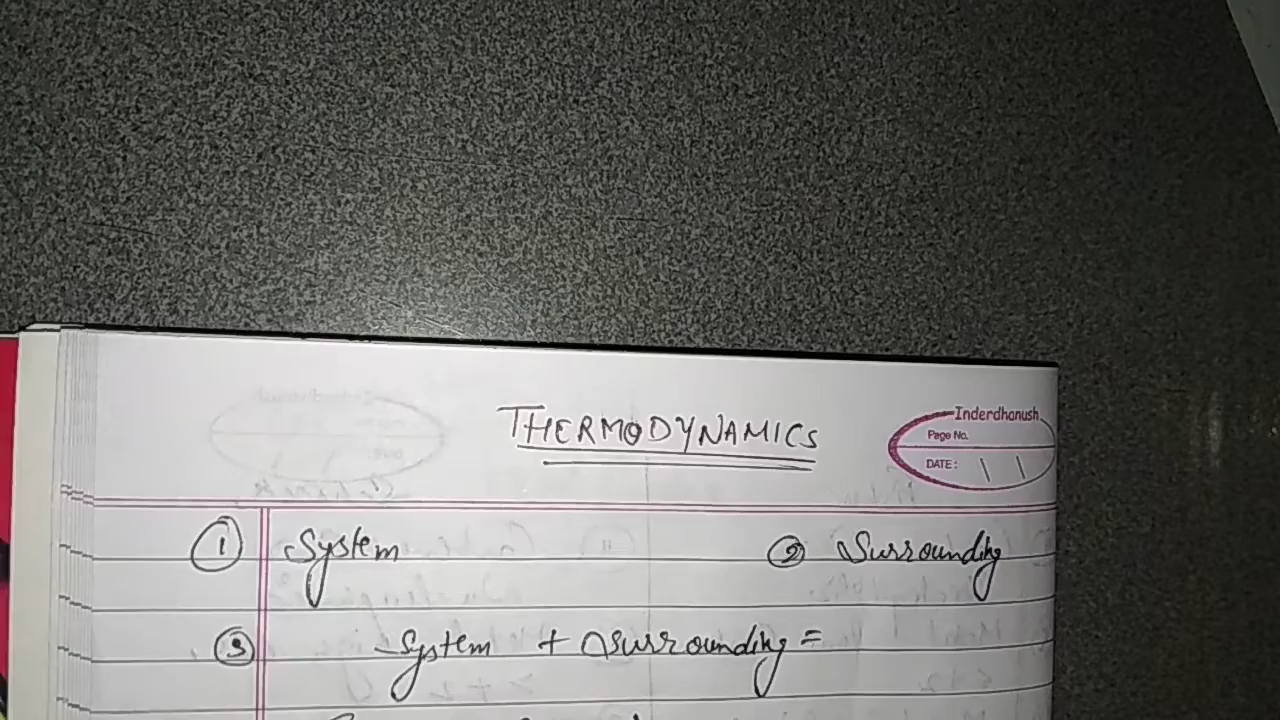 THERMODYNAMICS
Inderdhanush
Page No.
DATE:
① System ② Surrounding
③ System + Surrounding =